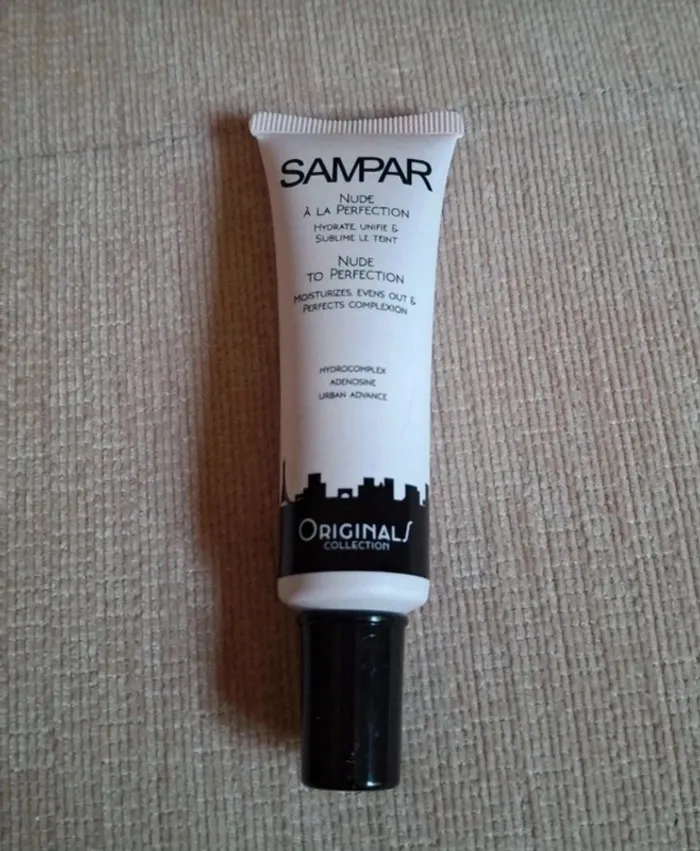 SAMPAR
NUDE
À LA PERFECTION
HYDRATE, UNIFIE &
SUBLIME LE TEINT
NUDE
TO PERFECTION
MOISTURIZES, EVENS OUT &
PERFECTS COMPLEXION
HYDROCOMPLEX
ADENOSINE
URBAN ADVANCE
ORIGINALS
COLLECTION